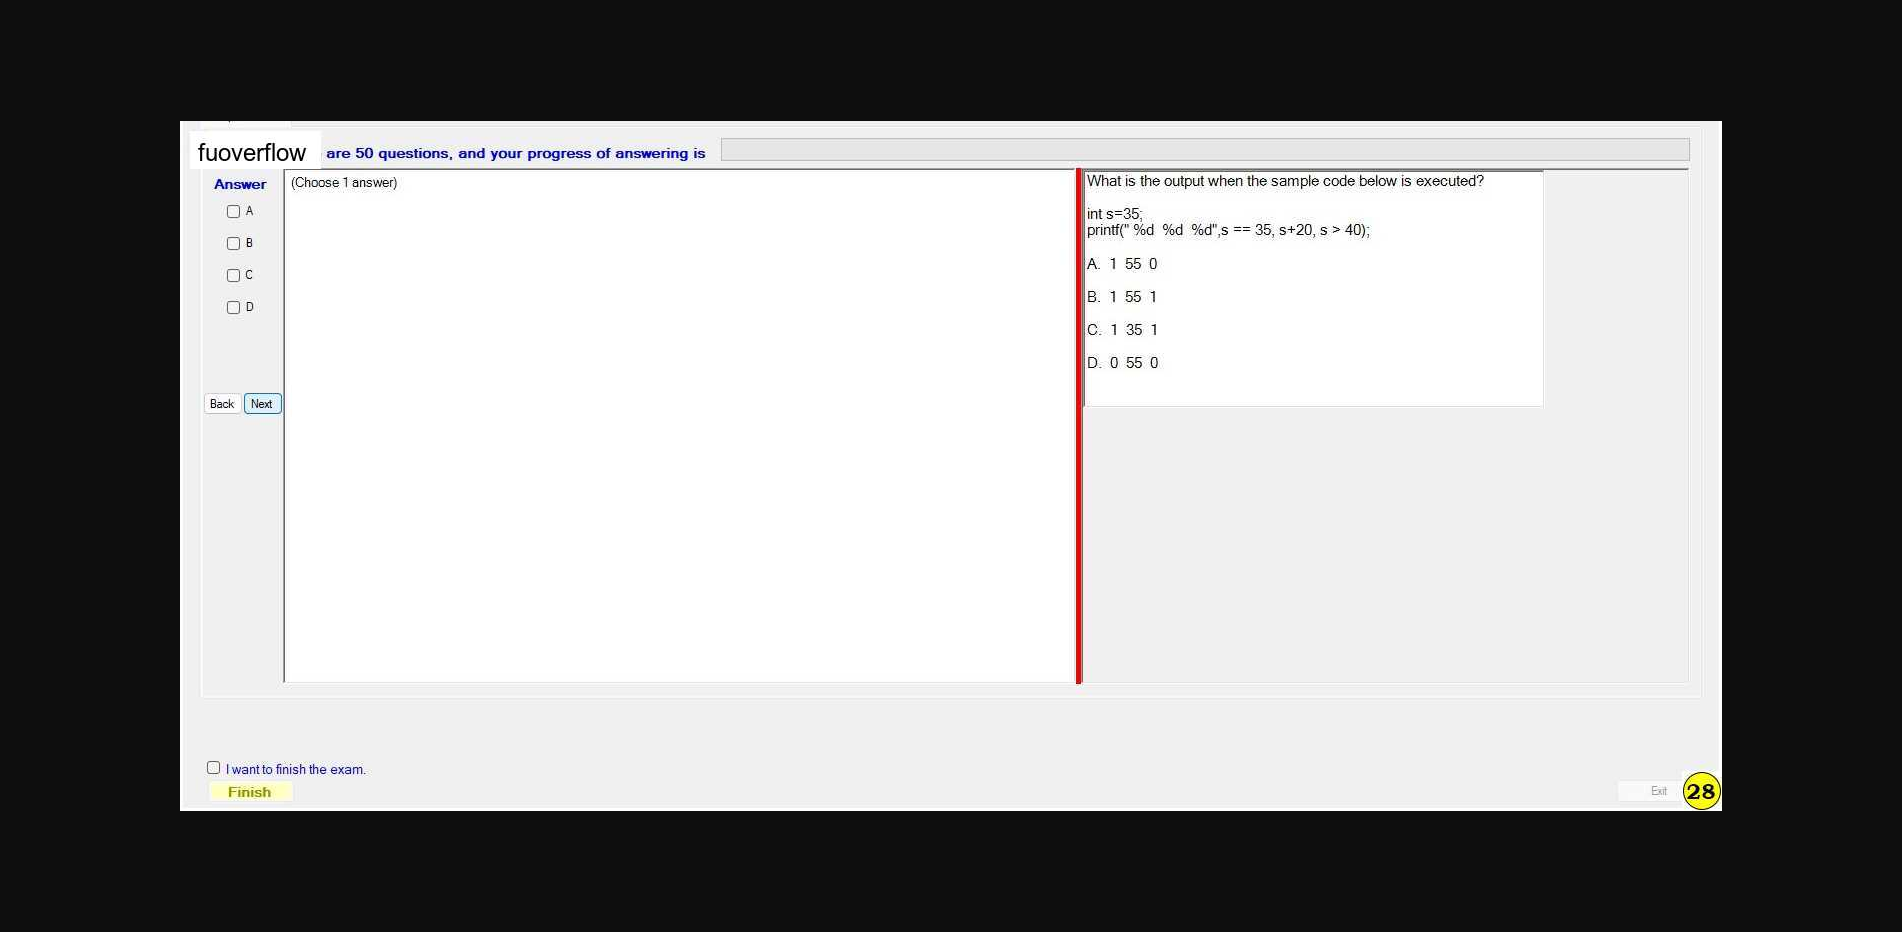 fuoverflow are 50 questions, and your progress of answering is
Answer
(Choose 1 answer)
A
B
C
D
Back Next
What is the output when the sample code below is executed?
int s=35;
printf(" %d  %d  %d",s == 35, s+20, s > 40);
A.  1  55  0
B.  1  55  1
C.  1  35  1
D.  0  55  0
I want to finish the exam.
Finish
Exit
28